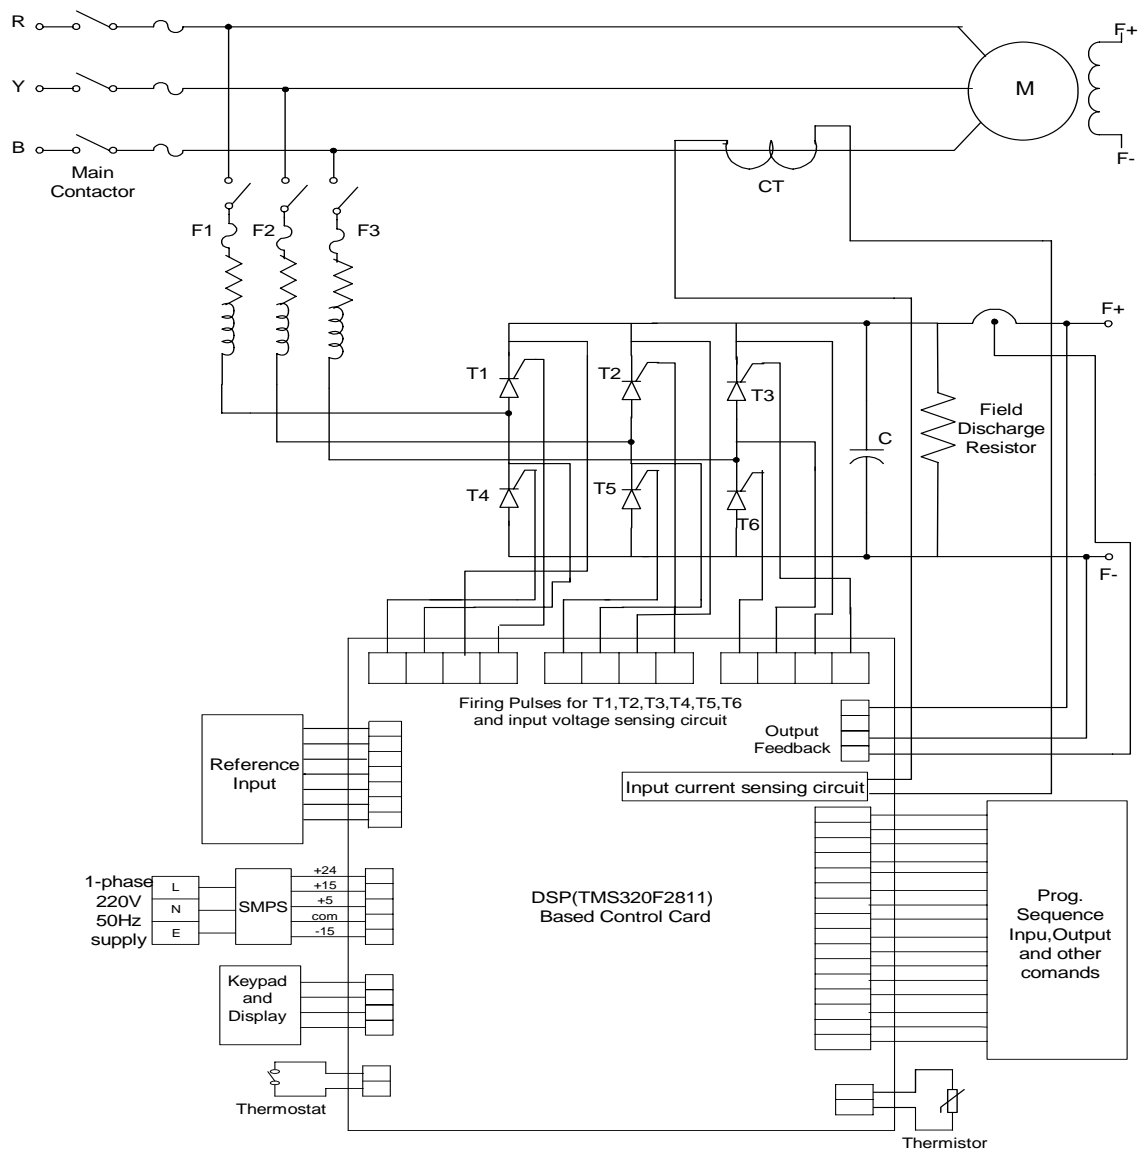 R
F+
Y
M
B
F-
Main
Contactor
CT
F1
F2
F3
F+
T1
T2
T3
Field
Discharge
Resistor
C
T4
T5
T6
F-
Firing Pulses for T1,T2,T3,T4,T5,T6
and input voltage sensing circuit
Output
Feedback
Reference
Input
Input current sensing circuit
1-phase
220V
50Hz
supply
L
N
E
SMPS
+24
+15
+5
com
-15
DSP(TMS320F2811)
Based Control Card
Prog.
Sequence
Inpu,Output
and other
comands
Keypad
and
Display
Thermostat
Thermistor